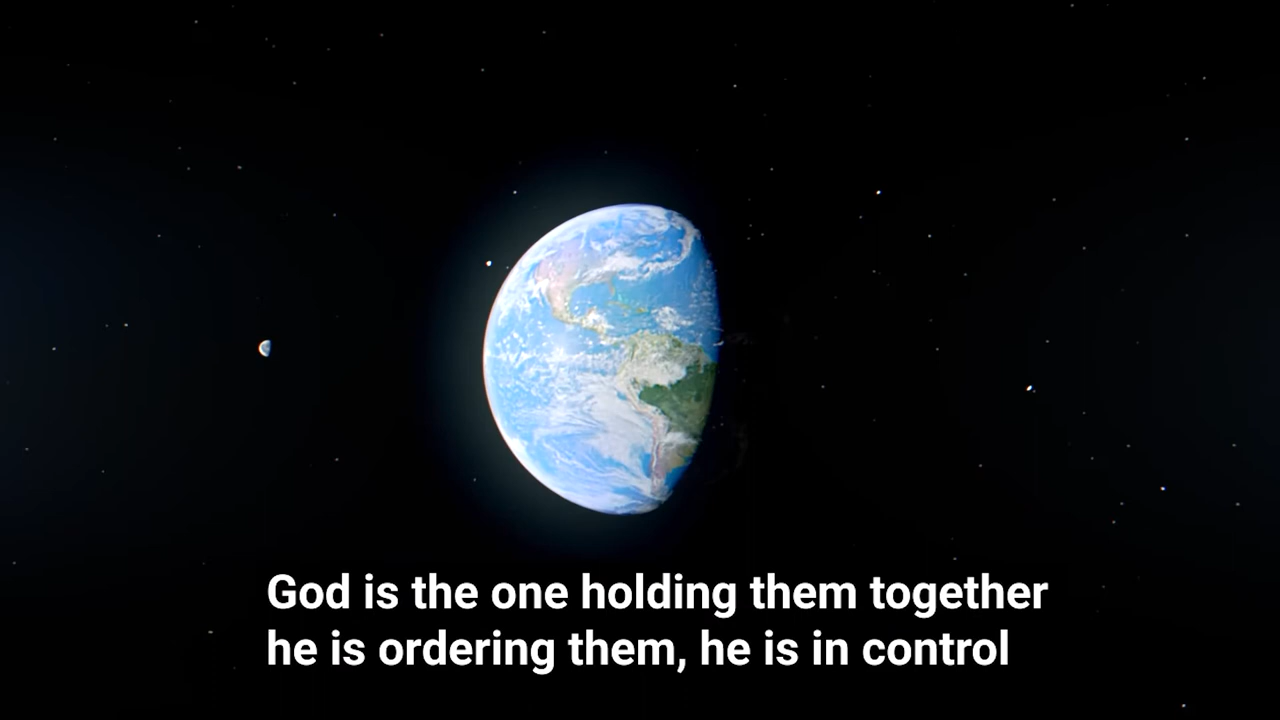 God is the one holding them together
he is ordering them, he is in control